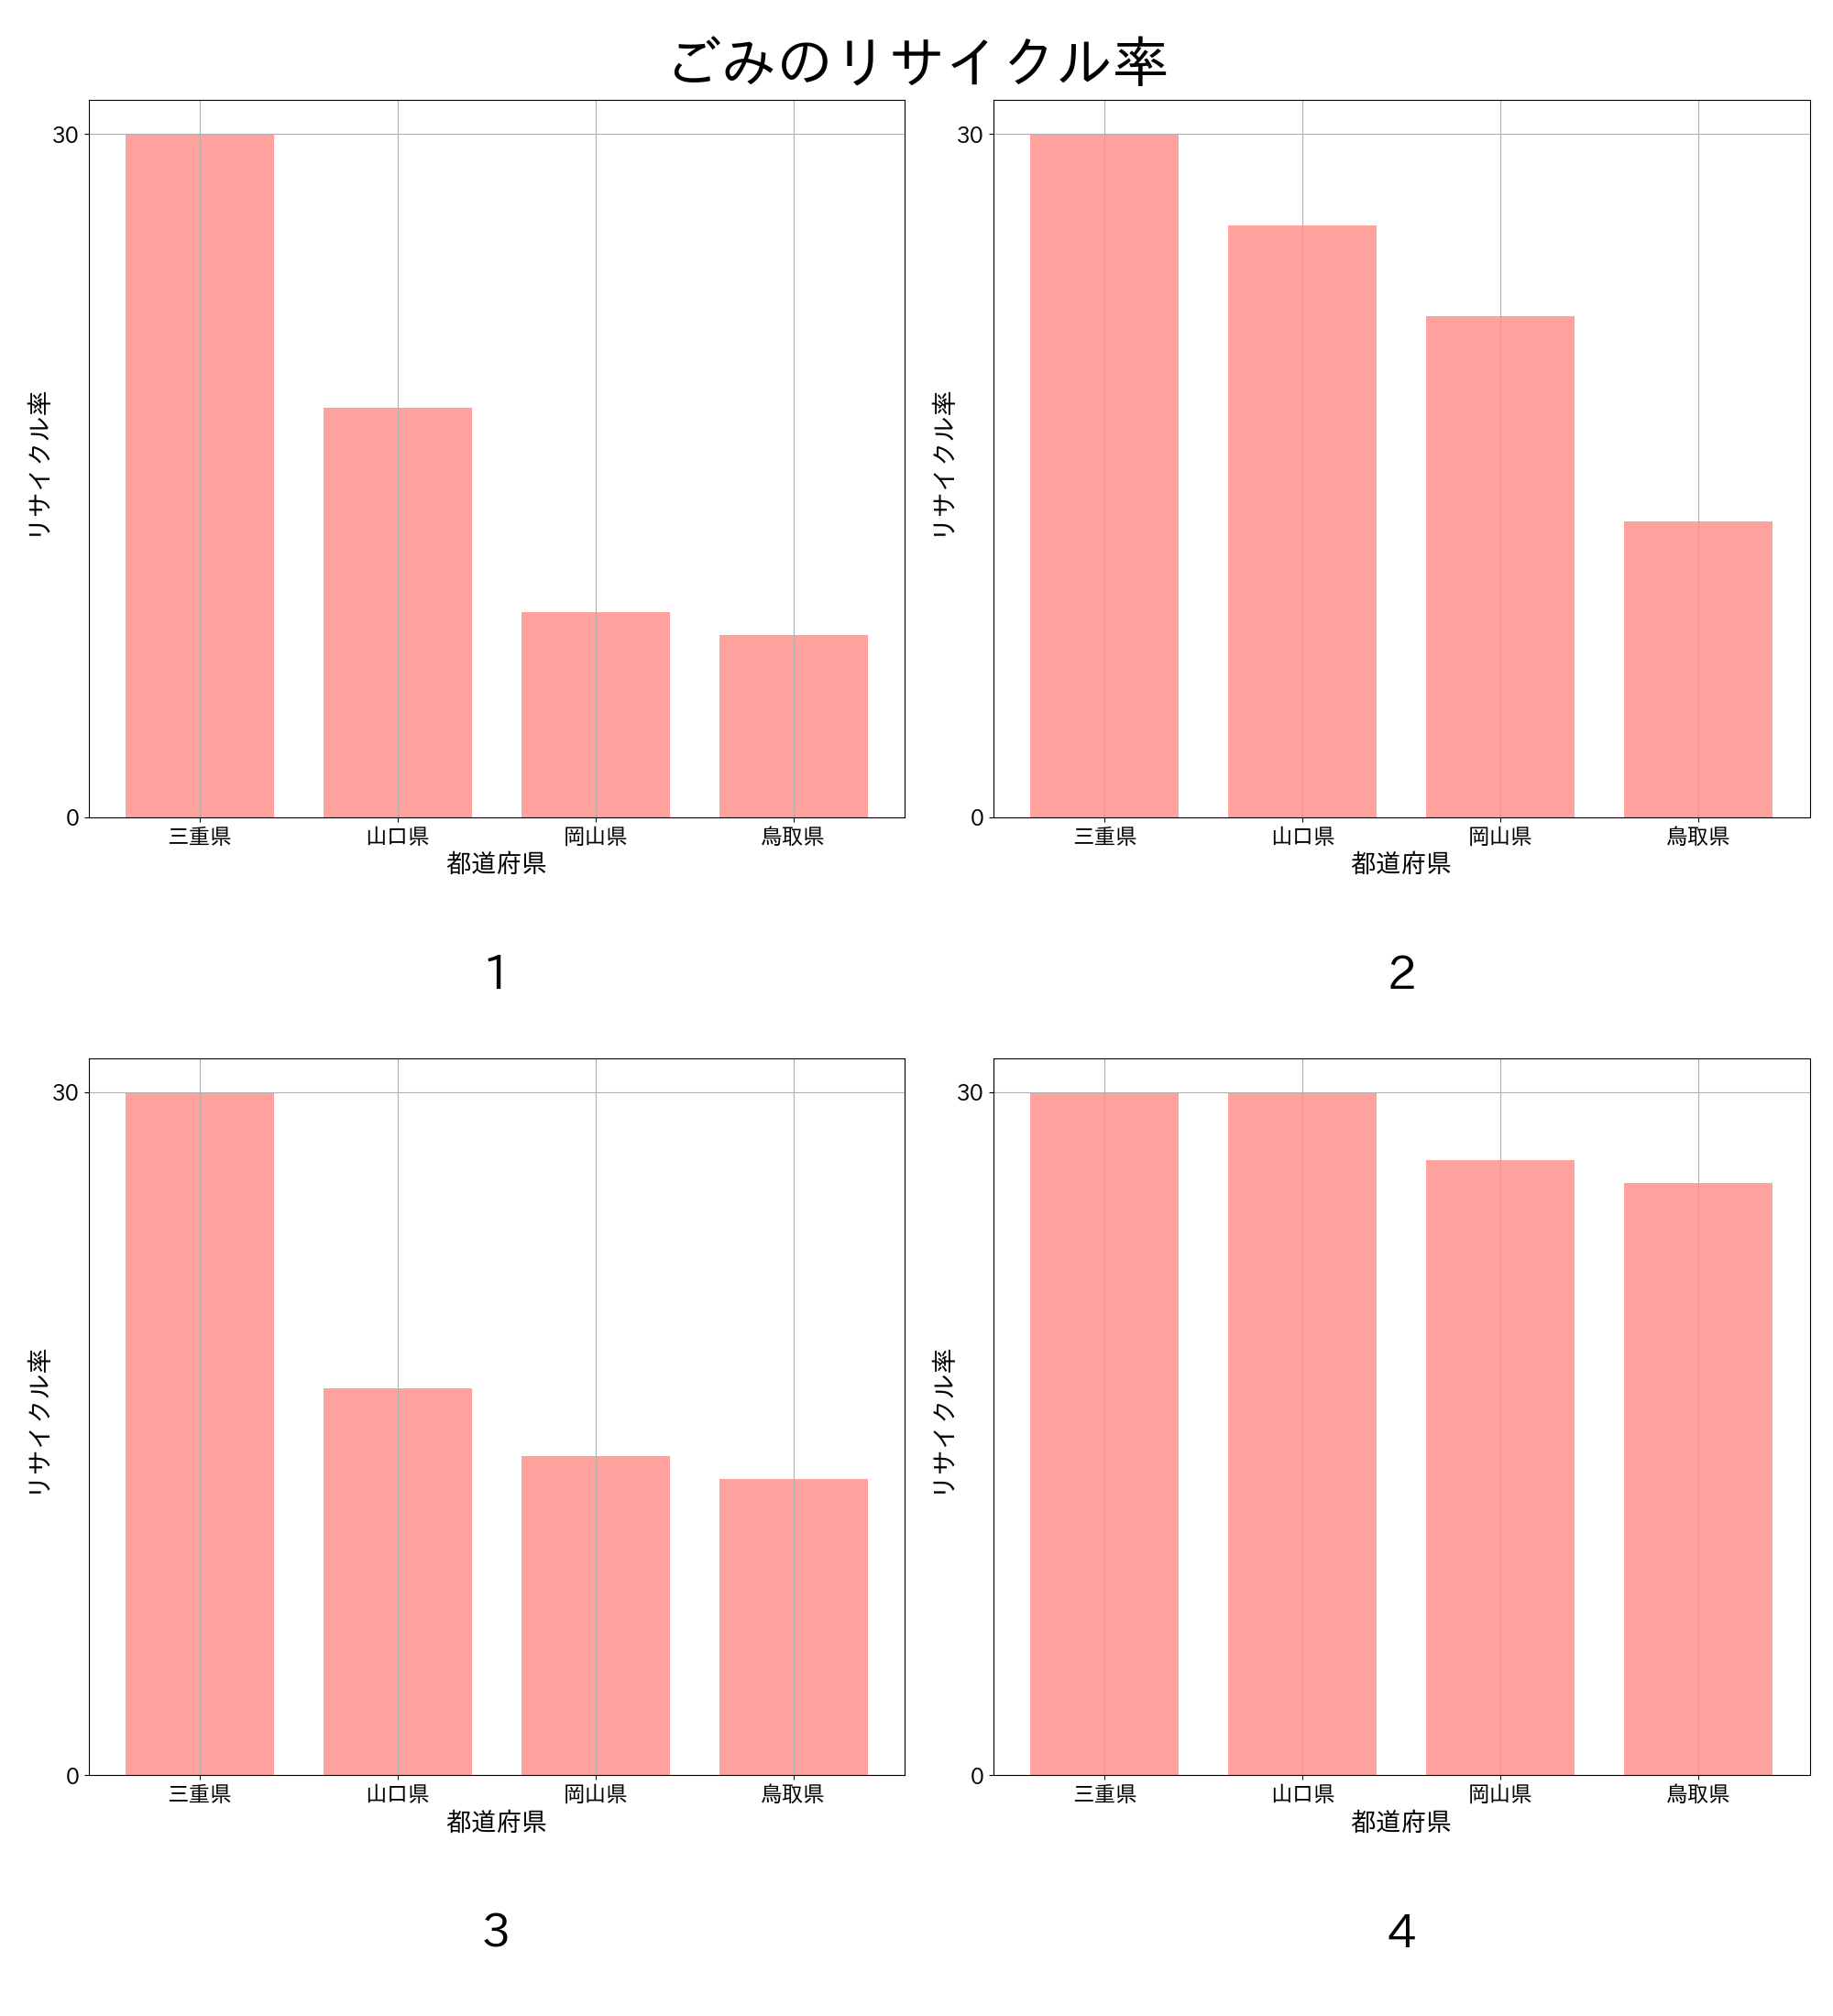 ごみのリサイクル率
30
0
リサイクル率
三重県 山口県 岡山県 鳥取県
都道府県
1
30
0
リサイクル率
三重県 山口県 岡山県 鳥取県
都道府県
2
30
0
リサイクル率
三重県 山口県 岡山県 鳥取県
都道府県
3
30
0
リサイクル率
三重県 山口県 岡山県 鳥取県
都道府県
4